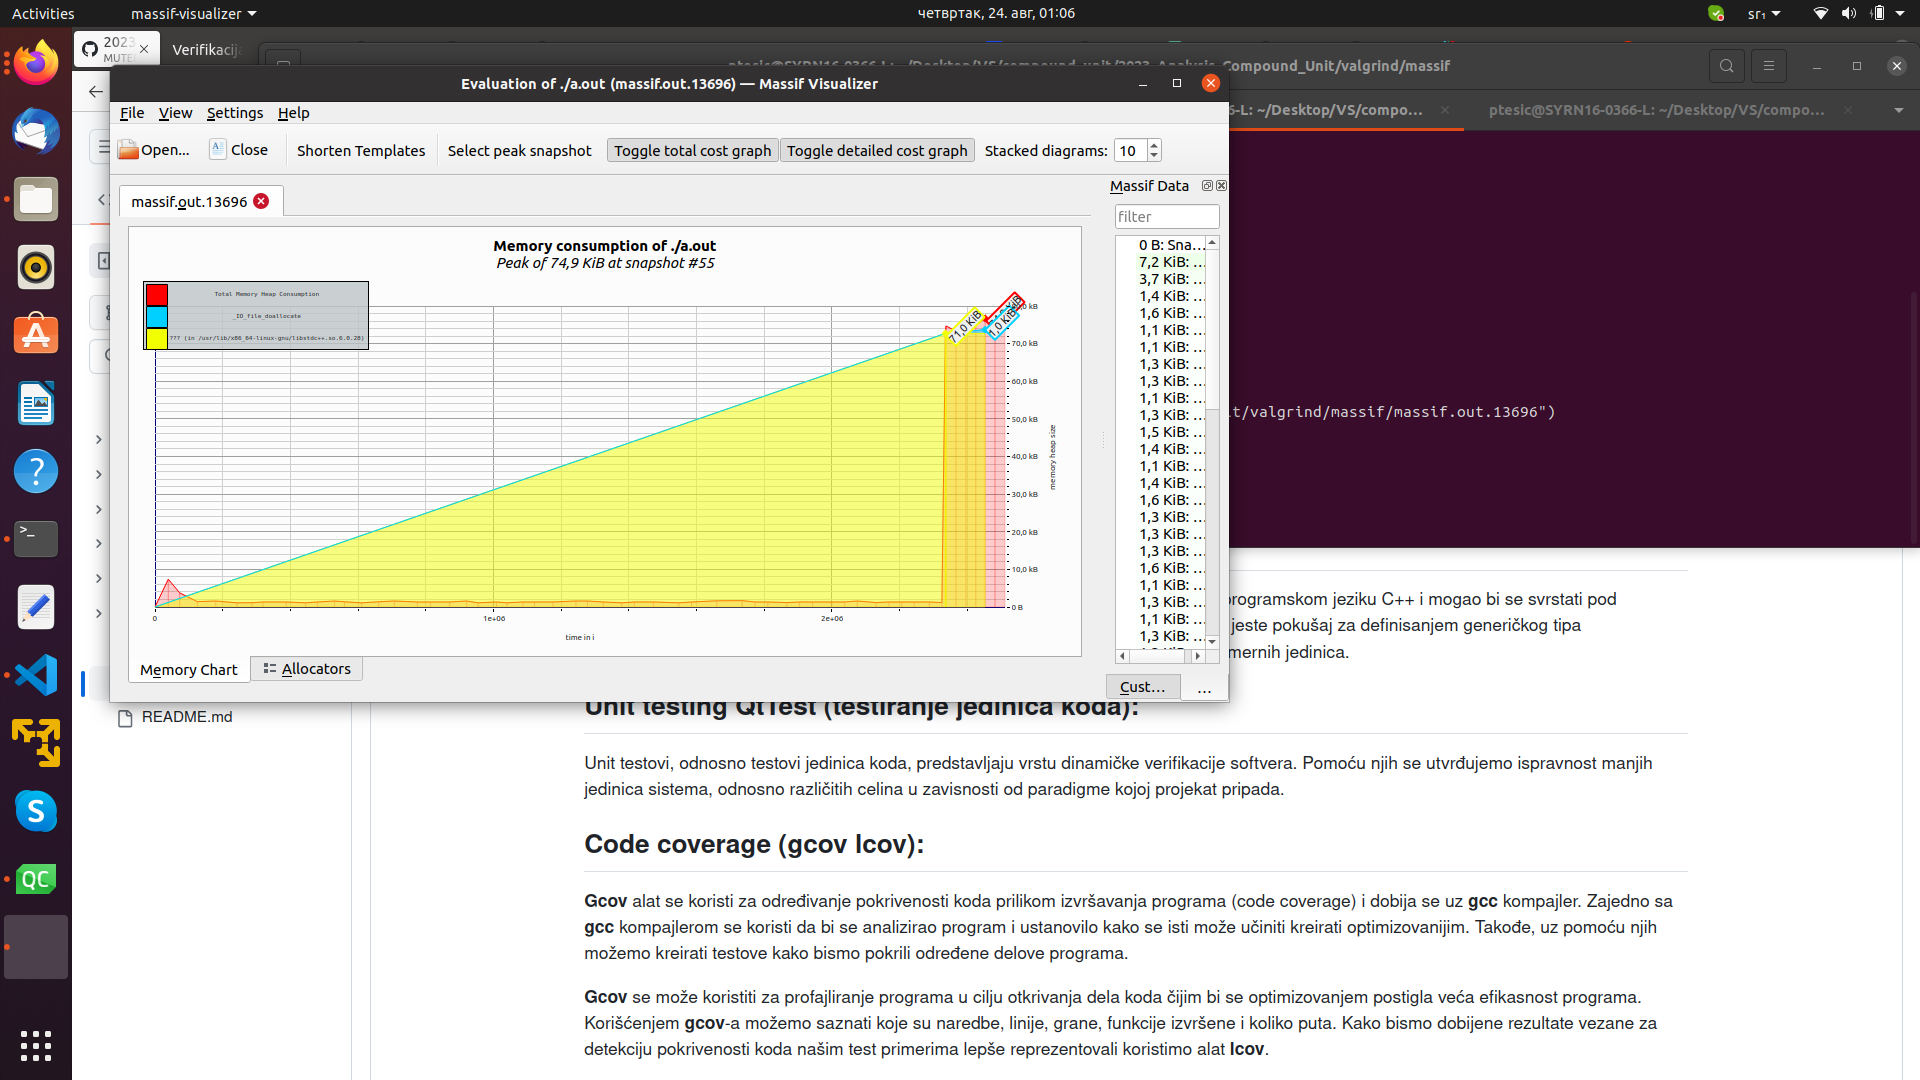 Activities
massif-visualizer
четвртак, 24. авг, 01:06
sr₁
2023
MUTE
Verifikacija
ptesic@SYRN16-0366-L: ~/Desktop/VS/compound_unit/2023_Analysis_Compound_Unit/valgrind/massif
Evaluation of ./a.out (massif.out.13696) — Massif Visualizer
File View Settings Help
6-L: ~/Desktop/VS/compo...
ptesic@SYRN16-0366-L: ~/Desktop/VS/compo...
Open...
Close
Shorten Templates
Select peak snapshot
Toggle total cost graph
Toggle detailed cost graph
Stacked diagrams:
10
massif.out.13696
Massif Data
filter
Memory consumption of ./a.out
Peak of 74,9 KiB at snapshot #55
Total Memory Heap Consumption
_IO_file_doallocate
??? (in /usr/lib/x86_64-linux-gnu/libstdc++.so.6.0.28)
71,0 KiB
1,0 KiB
70,0 kB
60,0 kB
50,0 kB
40,0 kB
30,0 kB
20,0 kB
10,0 kB
0 B
memory heap size
0
1e+06
2e+06
time in i
0 B: Sna...
7,2 KiB: ...
3,7 KiB: ...
1,4 KiB: ...
1,6 KiB: ...
1,1 KiB: ...
1,1 KiB: ...
1,3 KiB: ...
1,3 KiB: ...
1,1 KiB: ...
1,3 KiB: ...
1,5 KiB: ...
1,4 KiB: ...
1,1 KiB: ...
1,4 KiB: ...
1,6 KiB: ...
1,3 KiB: ...
1,3 KiB: ...
1,3 KiB: ...
1,6 KiB: ...
1,1 KiB: ...
1,3 KiB: ...
1,1 KiB: ...
1,3 KiB: ...
Memory Chart
Allocators
Cust...
...
it/valgrind/massif/massif.out.13696")
programskom jeziku C++ i mogao bi se svrstati pod
jeste pokušaj za definisanjem generičkog tipa
mernih jedinica.
README.md
Unit testing QtTest (testiranje jedinica koda):
Unit testovi, odnosno testovi jedinica koda, predstavljaju vrstu dinamičke verifikacije softvera. Pomoću njih se utvrđujemo ispravnost manjih
jedinica sistema, odnosno različitih celina u zavisnosti od paradigme kojoj projekat pripada.
Code coverage (gcov lcov):
Gcov alat se koristi za određivanje pokrivenosti koda prilikom izvršavanja programa (code coverage) i dobija se uz gcc kompajler. Zajedno sa
gcc kompajlerom se koristi da bi se analizirao program i ustanovilo kako se isti može učiniti kreirati optimizovanijim. Takođe, uz pomoću njih
možemo kreirati testove kako bismo pokrili određene delove programa.
Gcov se može koristiti za profajliranje programa u cilju otkrivanja dela koda čijim bi se optimizovanjem postigla veća efikasnost programa.
Korišćenjem gcov-a možemo saznati koje su naredbe, linije, grane, funkcije izvršene i koliko puta. Kako bismo dobijene rezultate vezane za
detekciju pokrivenosti koda našim test primerima lepše reprezentovali koristimo alat lcov.
QC